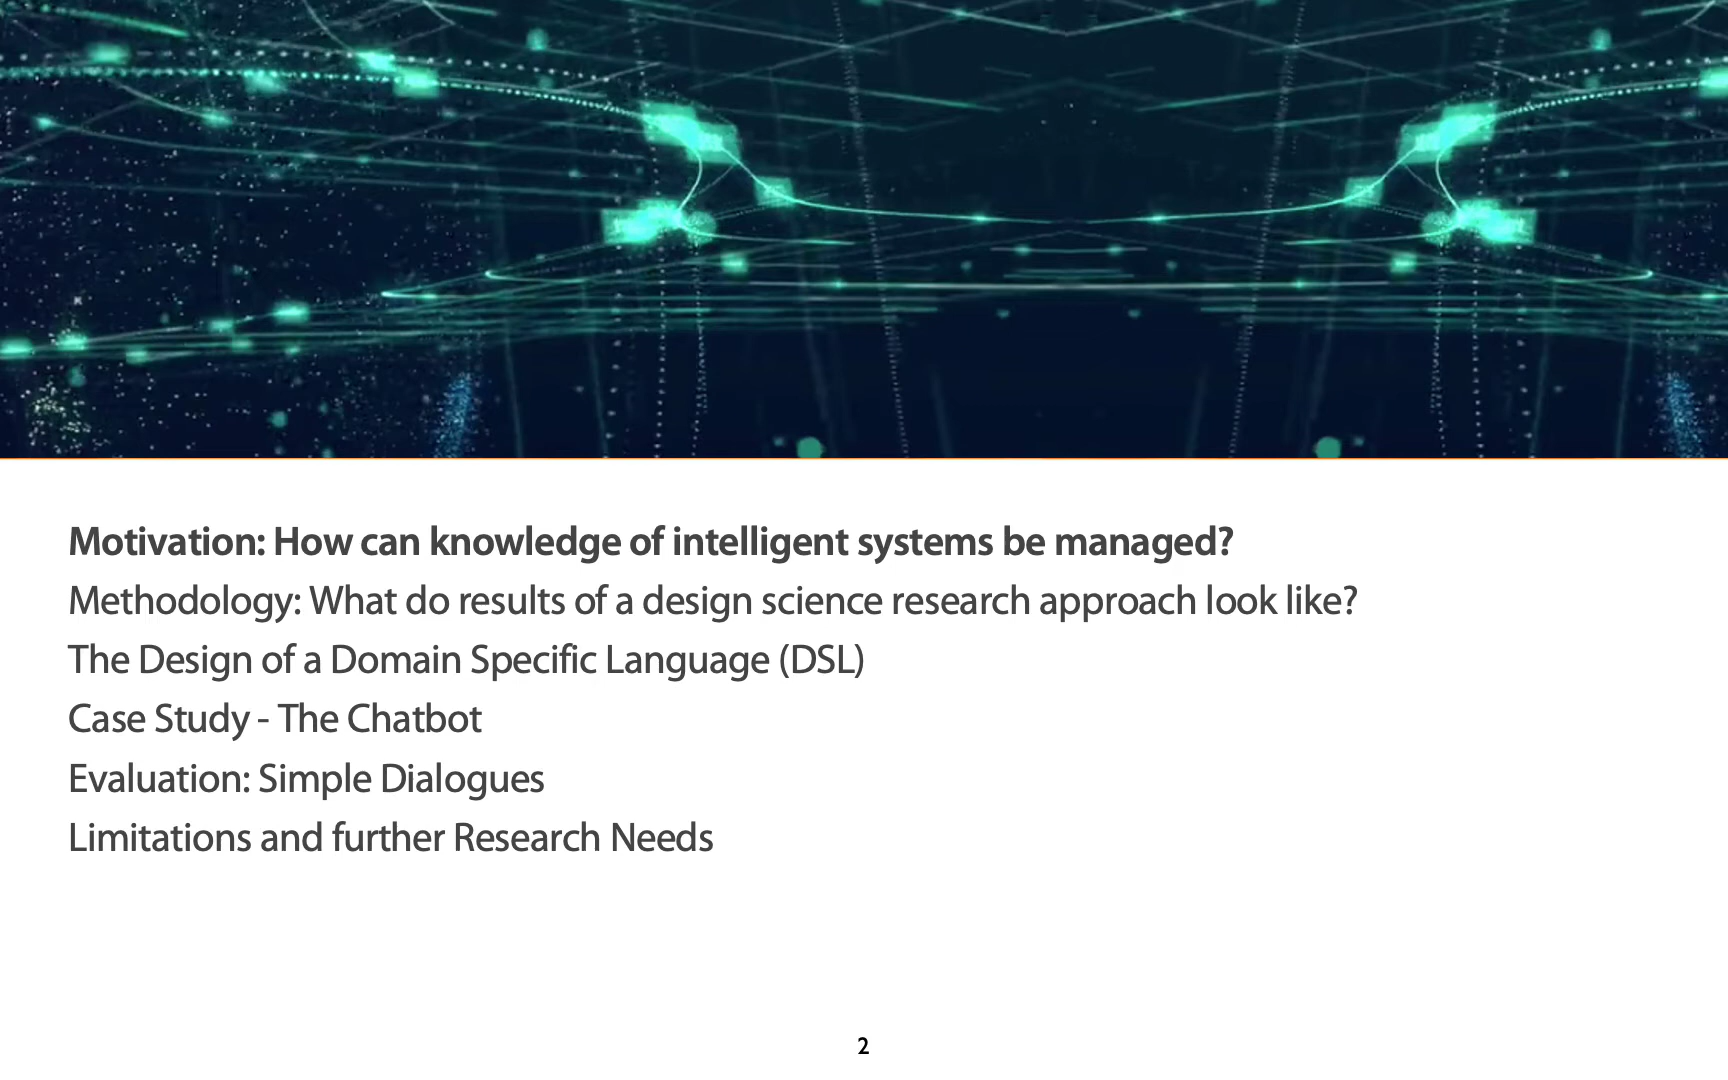 Motivation: How can knowledge of intelligent systems be managed?
Methodology: What do results of a design science research approach look like?
The Design of a Domain Specific Language (DSL)
Case Study - The Chatbot
Evaluation: Simple Dialogues
Limitations and further Research Needs
2